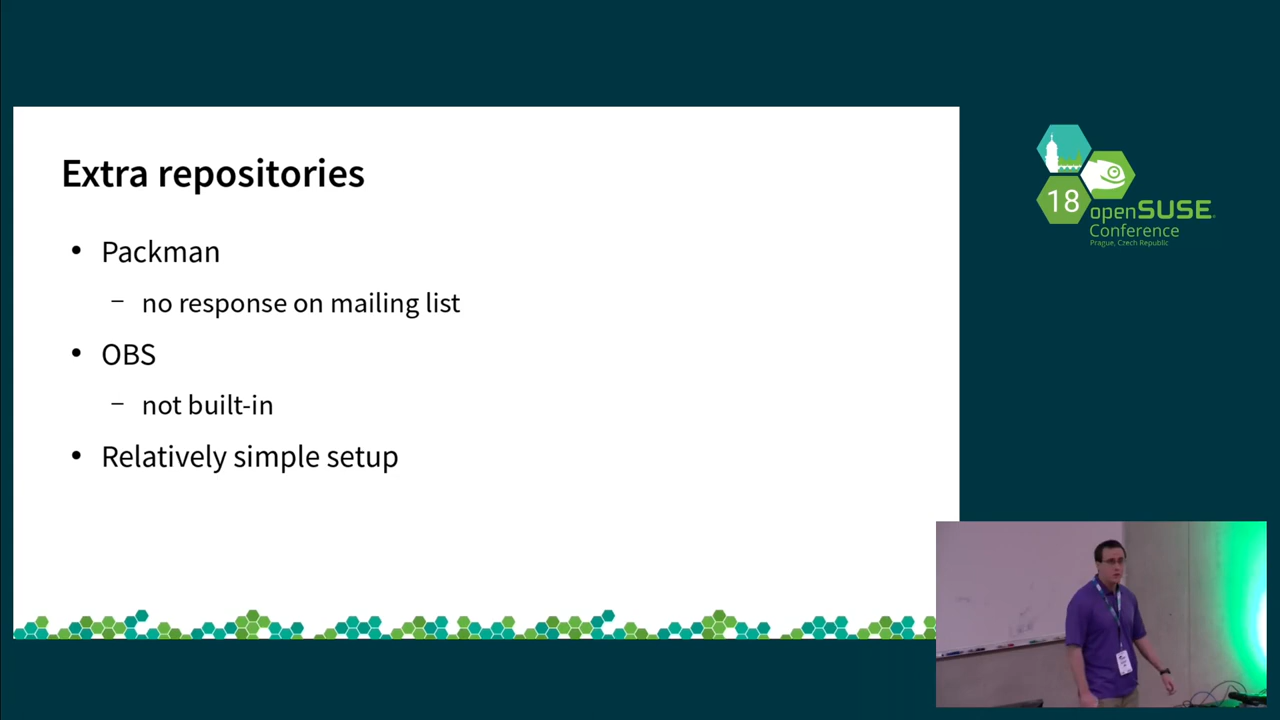 Extra repositories
• Packman
– no response on mailing list
• OBS
– not built-in
• Relatively simple setup
18
openSUSE
Conference
Prague, Czech Republic